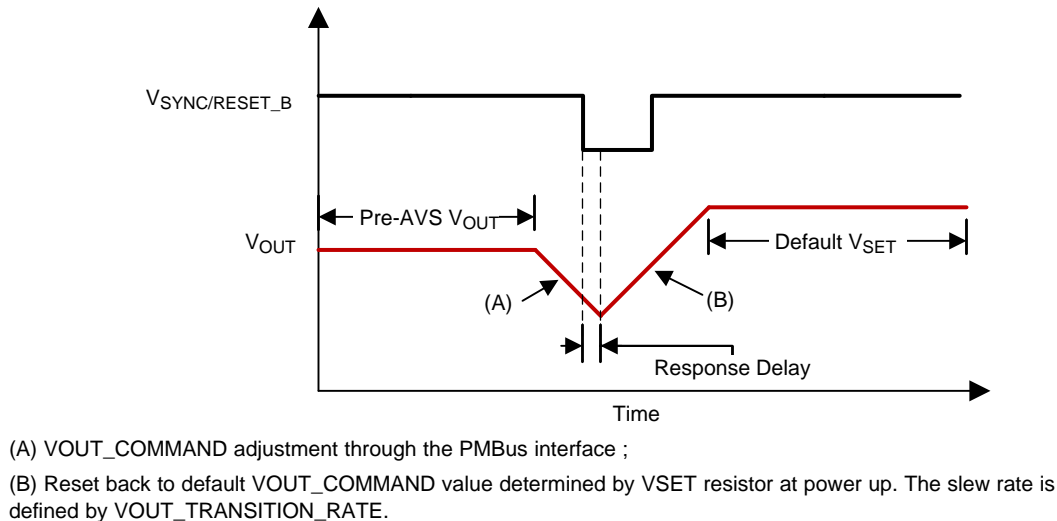 VSYNC/RESET_B
Pre-AVS VOUT
VOUT
Default VSET
(A)
(B)
Response Delay
Time
(A) VOUT_COMMAND adjustment through the PMBus interface ;
(B) Reset back to default VOUT_COMMAND value determined by VSET resistor at power up. The slew rate is
defined by VOUT_TRANSITION_RATE.